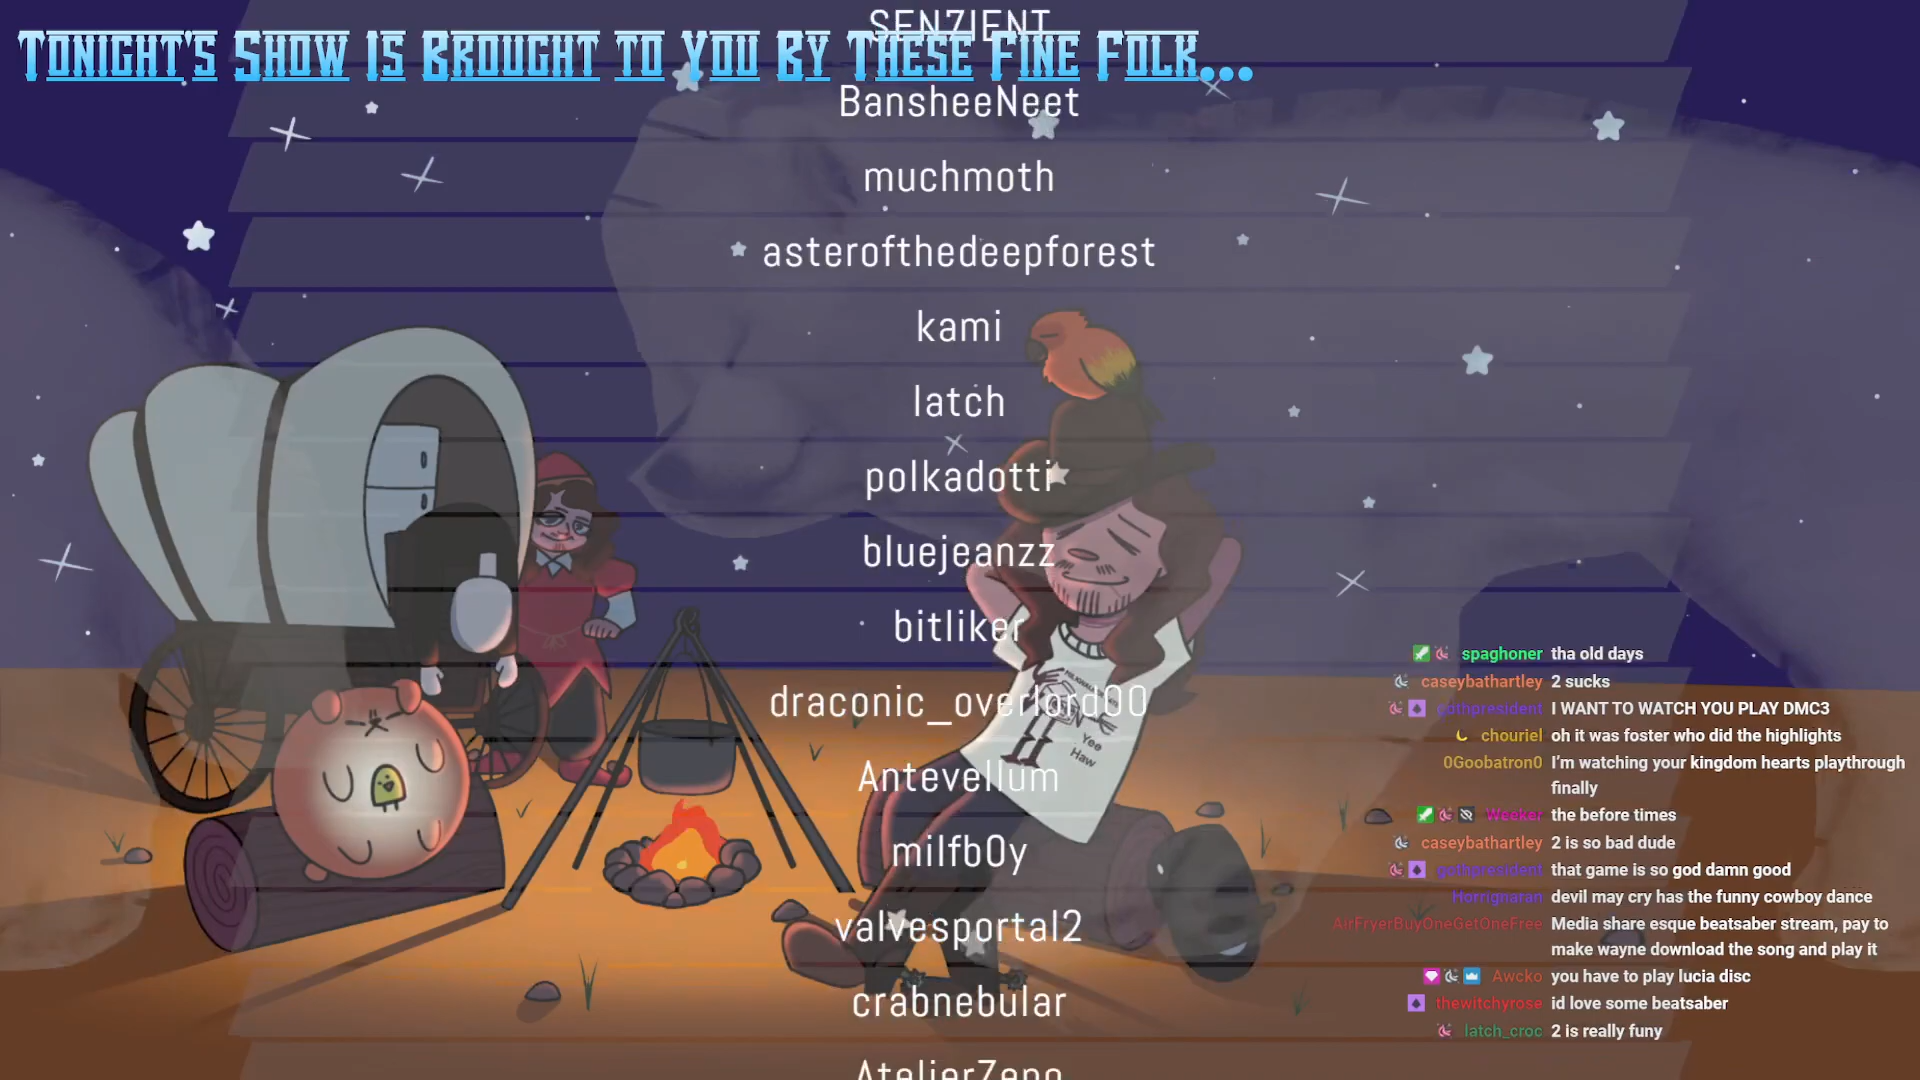 SEN7IENT
Tonight's Show Is Brought to You By These Fine Folk...
BansheeNeet
muchmoth
asterofthedeepforest
kami
latch
polkadotti
bluejeanzz
bitliker
draconic_overlord00
Antevellum
milfb0y
valvesportal2
crabnebular
AtelierZeno
Yee
Haw
spaghoner tha old days
caseybathartley 2 sucks
gothpresident I WANT TO WATCH YOU PLAY DMC3
chouriel oh it was foster who did the highlights
0Goobatron0 I'm watching your kingdom hearts playthrough
finally
Weeker the before times
caseybathartley 2 is so bad dude
gothpresident that game is so god damn good
Horrignaran devil may cry has the funny cowboy dance
AirFryerBuyOneGetOneFree Media share esque beatsaber stream, pay to
make wayne download the song and play it
Awcko you have to play lucia disc
thewitchyrose id love some beatsaber
latch_croc 2 is really funy